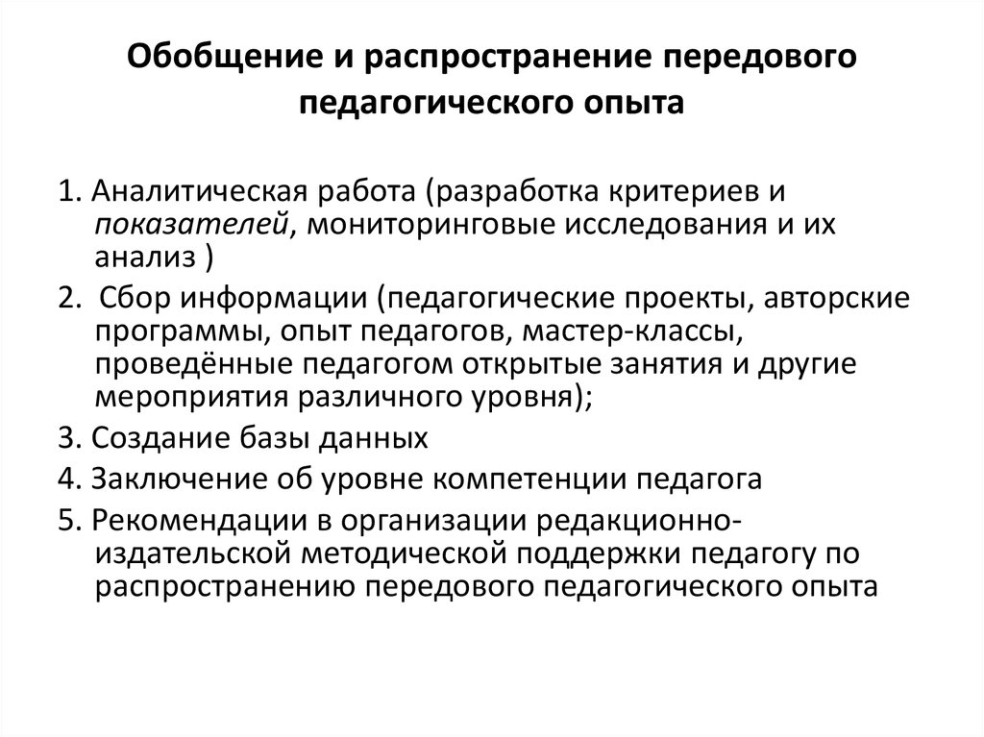 Обобщение и распространение передового
педагогического опыта
1. Аналитическая работа (разработка критериев и
показателей, мониторинговые исследования и их
анализ )
2.  Сбор информации (педагогические проекты, авторские
программы, опыт педагогов, мастер-классы,
проведённые педагогом открытые занятия и другие
мероприятия различного уровня);
3. Создание базы данных
4. Заключение об уровне компетенции педагога
5. Рекомендации в организации редакционно-
издательской методической поддержки педагогу по
распространению передового педагогического опыта